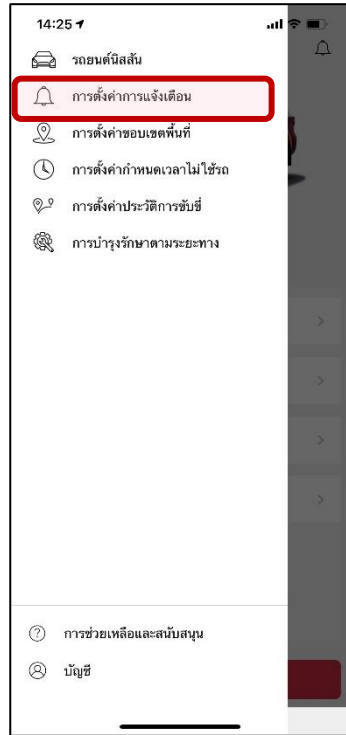 14:25
รถยนต์นิสสัน
การตั้งค่าการแจ้งเตือน
การตั้งค่าขอบเขตพื้นที่
การตั้งค่ากำหนดเวลาไม่ใช้รถ
การตั้งค่าประวัติการขับขี่
การบำรุงรักษาตามระยะทาง
การช่วยเหลือและสนับสนุน
บัญชี